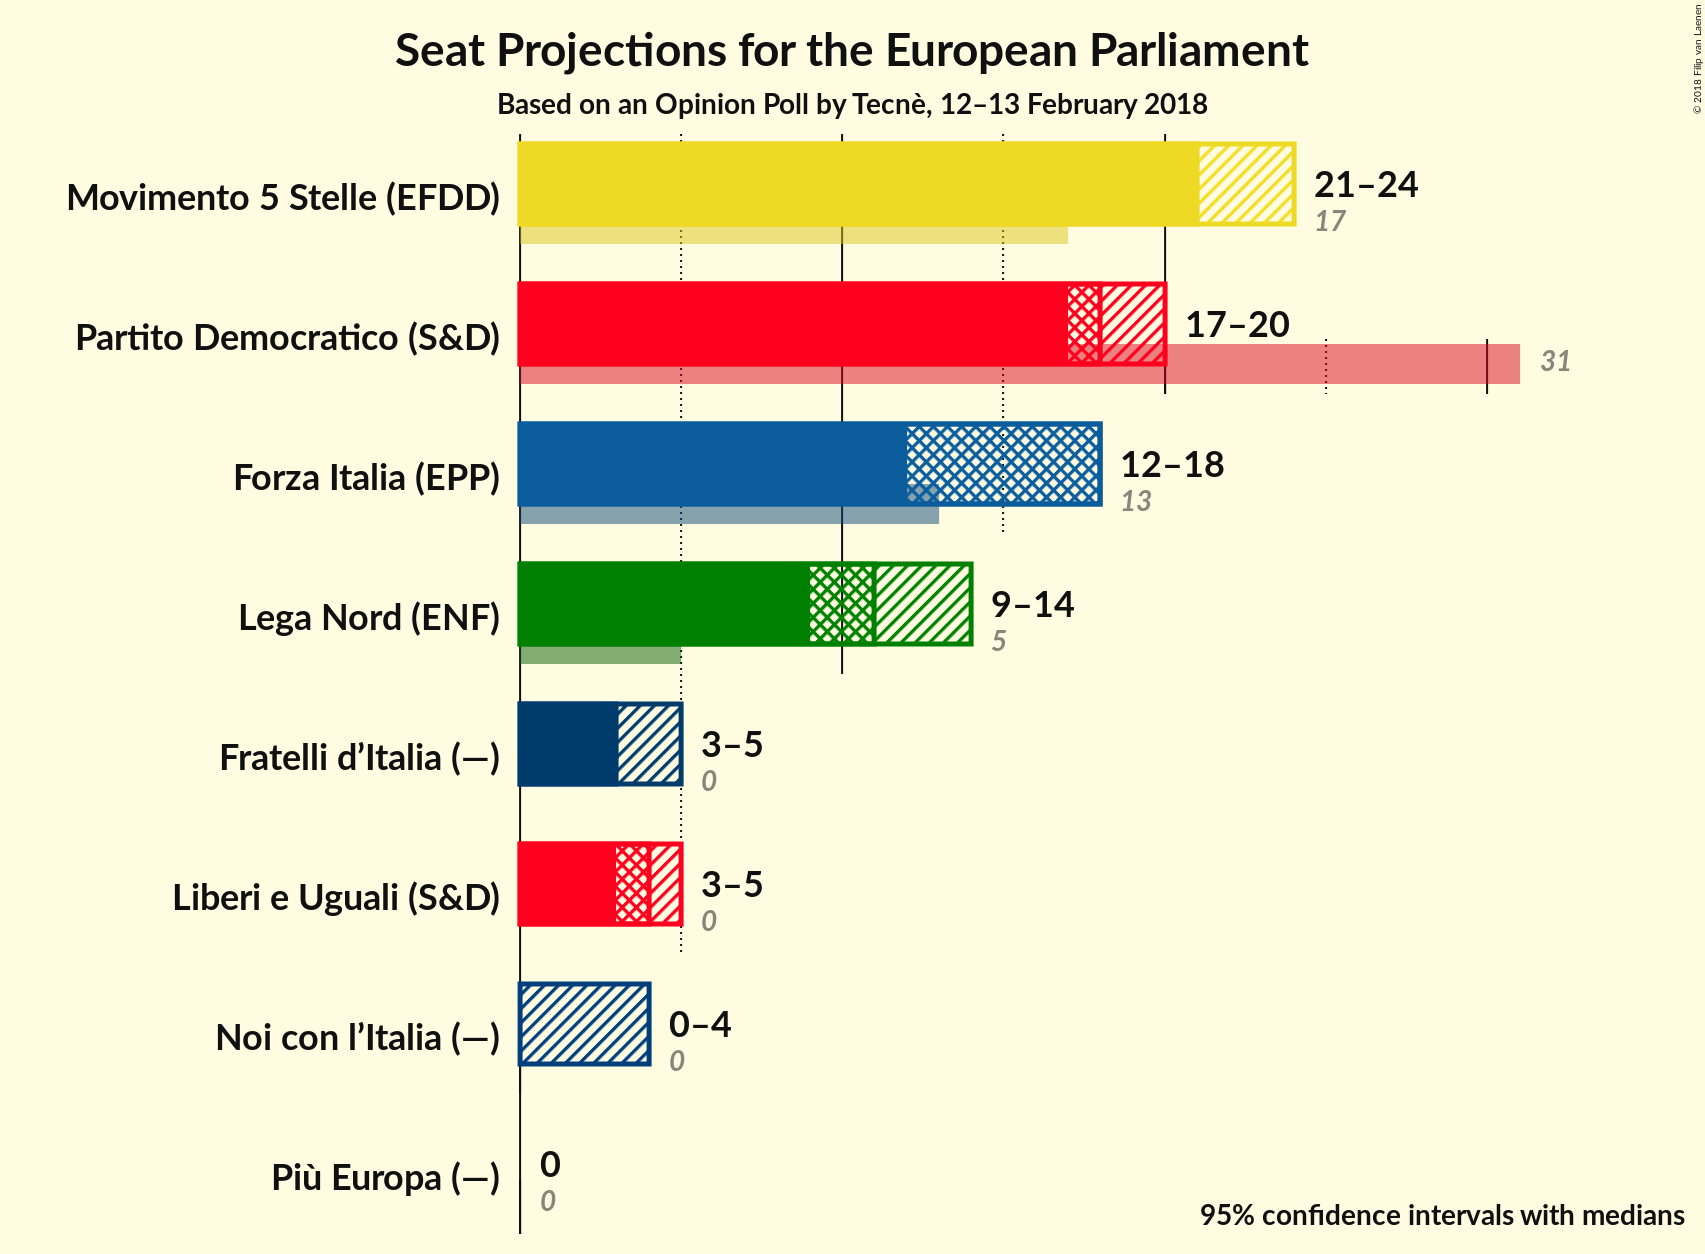 Seat Projections for the European Parliament
Based on an Opinion Poll by Tecnè, 12–13 February 2018
© 2018 Filip van Laenen
Movimento 5 Stelle (EFDD)
21–24
17
Partito Democratico (S&D)
17–20
31
Forza Italia (EPP)
12–18
13
Lega Nord (ENF)
9–14
5
Fratelli d’Italia (—)
3–5
0
Liberi e Uguali (S&D)
3–5
0
Noi con l’Italia (—)
0–4
0
Più Europa (—)
0
0
95% confidence intervals with medians